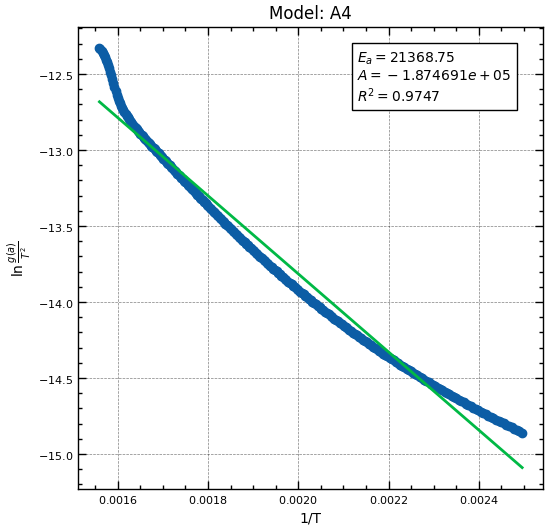 Model: A4
E_a = 21368.75
A = −1.874691e + 05
R^2 = 0.9747
−12.5
−13.0
−13.5
−14.0
−14.5
−15.0
ln g(a)/T^2
0.0016 0.0018 0.0020 0.0022 0.0024
1/T